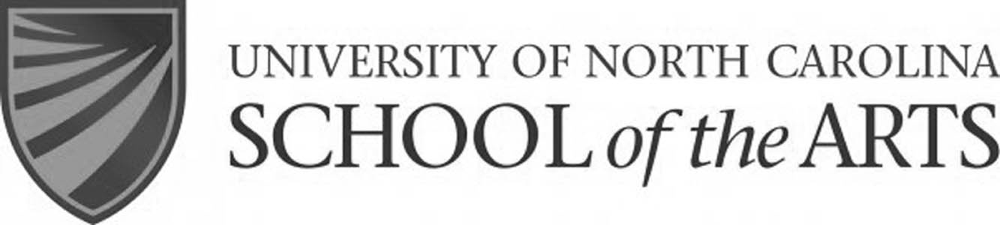 UNIVERSITY OF NORTH CAROLINA
SCHOOL of the ARTS